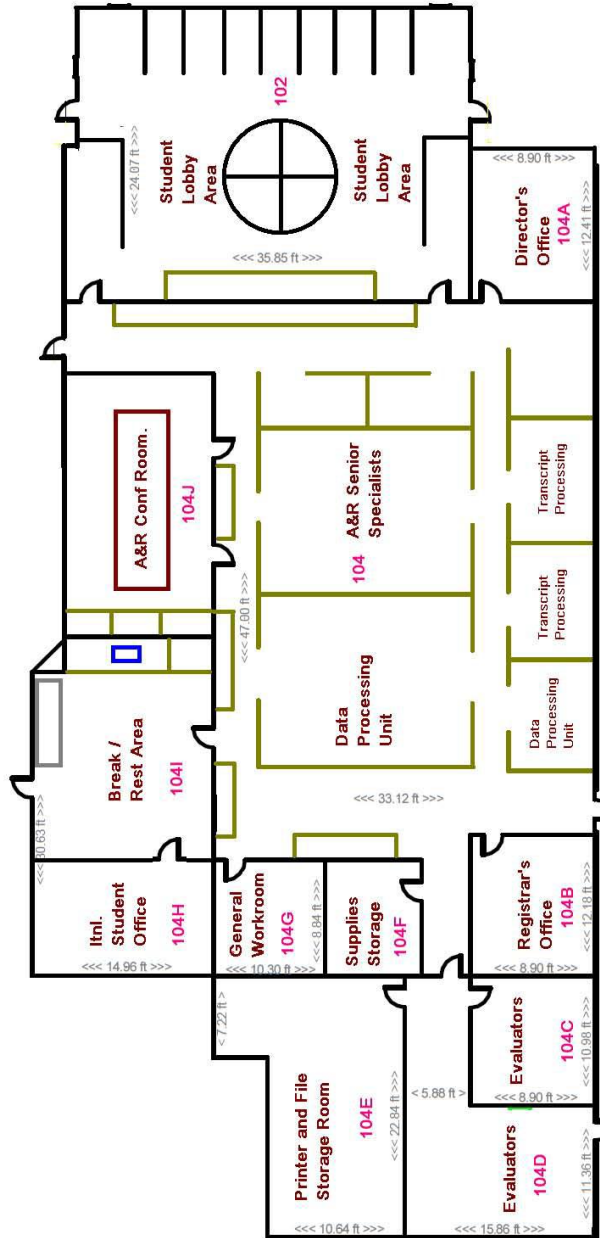 102
<<< 24.07 ft >>>
Student
Lobby
Area
Student
Lobby
Area
<<< 35.85 ft >>>
<<< 8.90 ft >>>
Director's
Office
104A
<<< 12.41 ft >>>
A&R Conf Room.
104J
A&R Senior
Specialists
104
<<< 47.00 ft >>>
Transcript
Processing
Transcript
Processing
Data
Processing
Unit
Data
Processing
Unit
Break /
Rest Area
104I
<<< 30.63 ft >>>
<<< 33.12 ft >>>
Itnl.
Student
Office
104H
<<< 14.96 ft >>>
General
Workroom
104G
<<< 8.84 ft >>>
<<< 10.30 ft >>>
Supplies
Storage
104F
Registrar's
Office
104B
<<< 12.18 ft >>>
<<< 8.90 ft >>>
< 7.22 ft >
Printer and File
Storage Room
104E
<<< 22.84 ft >>>
<<< 10.64 ft >>>
< 5.88 ft >
Evaluators
104C
<<< 10.98 ft >>>
<<< 8.90 ft >>>
Evaluators
104D
<<< 11.36 ft >>>
<<< 15.86 ft >>>